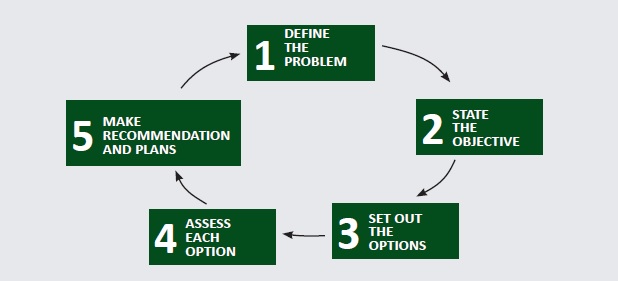 1 DEFINE
THE
PROBLEM
2 STATE
THE
OBJECTIVE
3 SET OUT
THE
OPTIONS
4 ASSESS
EACH
OPTION
5 MAKE
RECOMMENDATION
AND PLANS